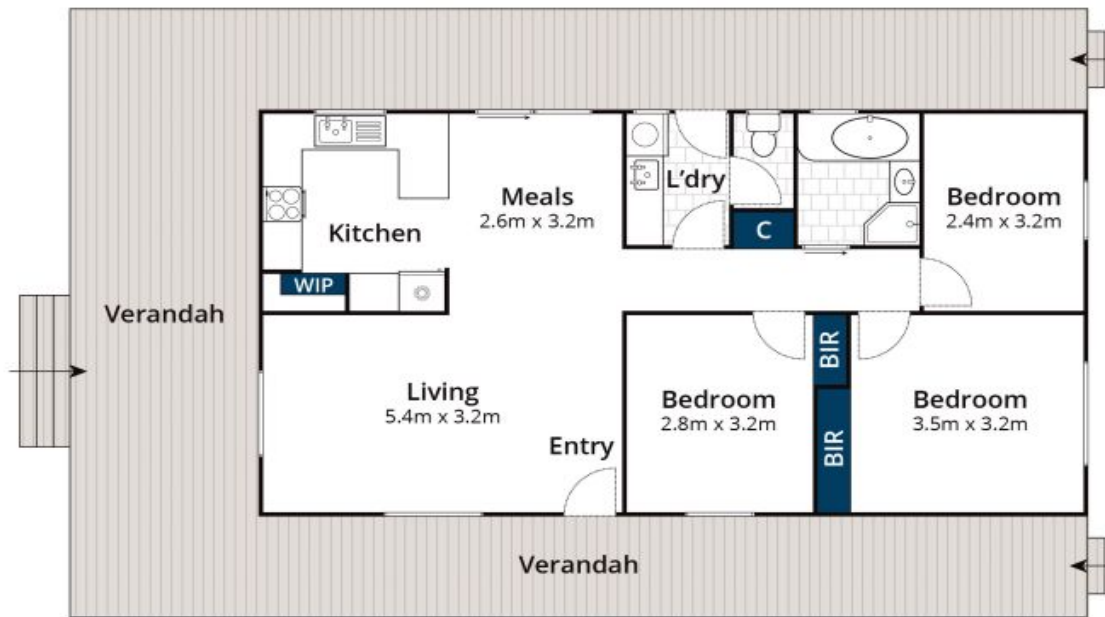 Meals
2.6m x 3.2m
L'dry
Bedroom
2.4m x 3.2m
Kitchen
C
WIP
Verandah
Living
5.4m x 3.2m
Entry
Bedroom
2.8m x 3.2m
BIR
BIR
Bedroom
3.5m x 3.2m
Verandah